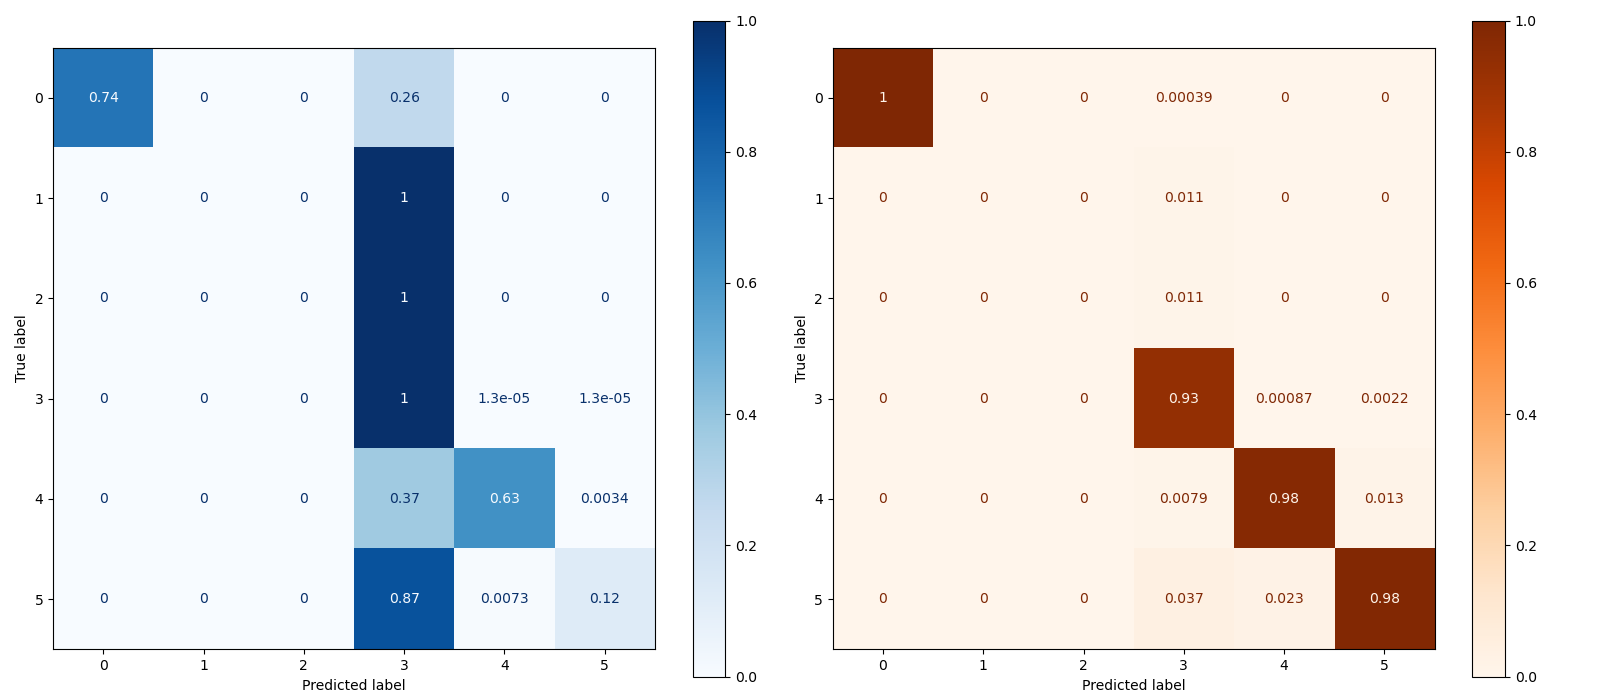 1.0
0 0.74 0 0 0.26 0 0
0.8
1 0 0 0 1 0 0
0.6
2 0 0 0 1 0 0
True label
0.4
3 0 0 0 1 1.3e-05 1.3e-05
4 0 0 0 0.37 0.63 0.0034
0.2
5 0 0 0 0.87 0.0073 0.12
0 1 2 3 4 5
0.0
Predicted label
1.0
0 1 0 0 0.00039 0 0
0.8
1 0 0 0 0.011 0 0
0.6
2 0 0 0 0.011 0 0
True label
0.4
3 0 0 0 0.93 0.00087 0.0022
4 0 0 0 0.0079 0.98 0.013
0.2
5 0 0 0 0.037 0.023 0.98
0 1 2 3 4 5
0.0
Predicted label